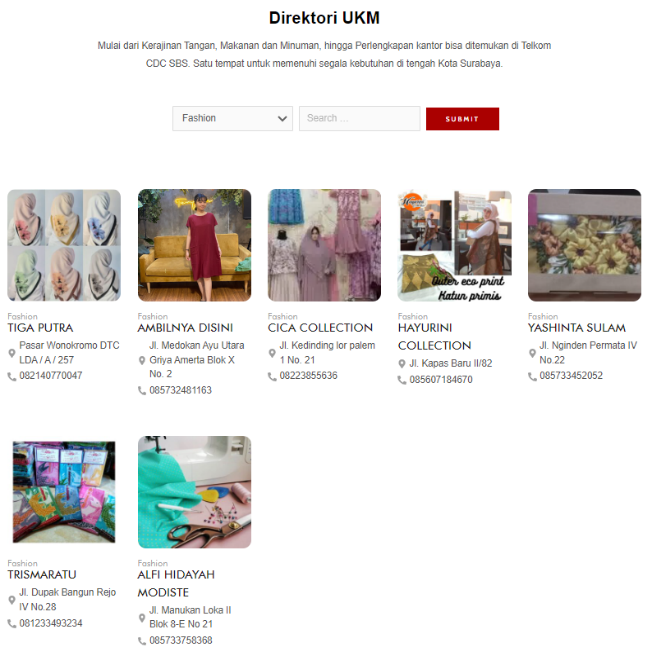 Direktori UKM
Mulai dari Kerajinan Tangan, Makanan dan Minuman, hingga Perlengkapan kantor bisa ditemukan di Telkom
CDC SBS. Satu tempat untuk memenuhi segala kebutuhan di tengah Kota Surabaya.
Fashion
Search ...
SUBMIT
Outer eco print
Katun primis
Fashion
TIGA PUTRA
Pasar Wonokromo DTC
LDA / A / 257
082140770047
Fashion
AMBILNYA DISINI
Jl. Medokan Ayu Utara
Griya Amerta Blok X
No. 2
085732481163
Fashion
CICA COLLECTION
Jl. Kedinding lor palem
1 No. 21
08223855636
Fashion
HAYURINI
COLLECTION
Jl. Kapas Baru II/82
085607184670
Fashion
YASHINTA SULAM
Jl. Nginden Permata IV
No.22
085733452052
Fashion
TRISMARATU
Jl. Dupak Bangun Rejo
IV No.28
081233493234
Fashion
ALFI HIDAYAH
MODISTE
Jl. Manukan Loka II
Blok 8-E No 21
085733758368